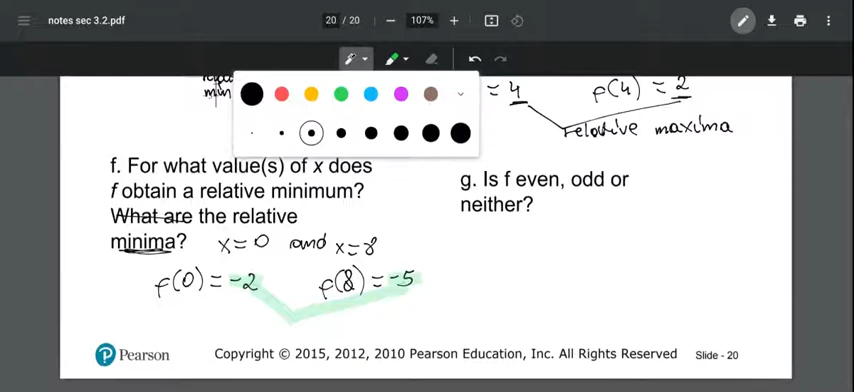 notes sec 3.2.pdf
20 / 20
107%
min
= 4
f(4) = 2
relative maxima
f. For what value(s) of x does
f obtain a relative minimum?
What are the relative
minima? x=0 and x=8
f(0) = -2 f(8) = -5
g. Is f even, odd or
neither?
Pearson
Copyright © 2015, 2012, 2010 Pearson Education, Inc. All Rights Reserved
Slide - 20